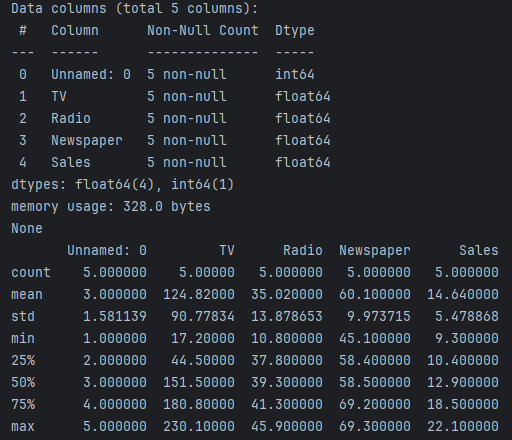 Data columns (total 5 columns):
 #   Column      Non-Null Count  Dtype
---  ------      --------------  -----
 0   Unnamed: 0  5 non-null      int64
 1   TV          5 non-null      float64
 2   Radio       5 non-null      float64
 3   Newspaper   5 non-null      float64
 4   Sales       5 non-null      float64
dtypes: float64(4), int64(1)
memory usage: 328.0 bytes
None
       Unnamed: 0         TV      Radio  Newspaper      Sales
count    5.000000    5.00000   5.000000   5.000000   5.000000
mean     3.000000  124.82000  35.020000  60.100000  14.640000
std      1.581139   90.77834  13.878653   9.973715   5.478868
min      1.000000   17.20000  10.800000  45.100000   9.300000
25%      2.000000   44.50000  37.800000  58.400000  10.400000
50%      3.000000  151.50000  39.300000  58.500000  12.900000
75%      4.000000  180.80000  41.300000  69.200000  18.500000
max      5.000000  230.10000  45.900000  69.300000  22.100000